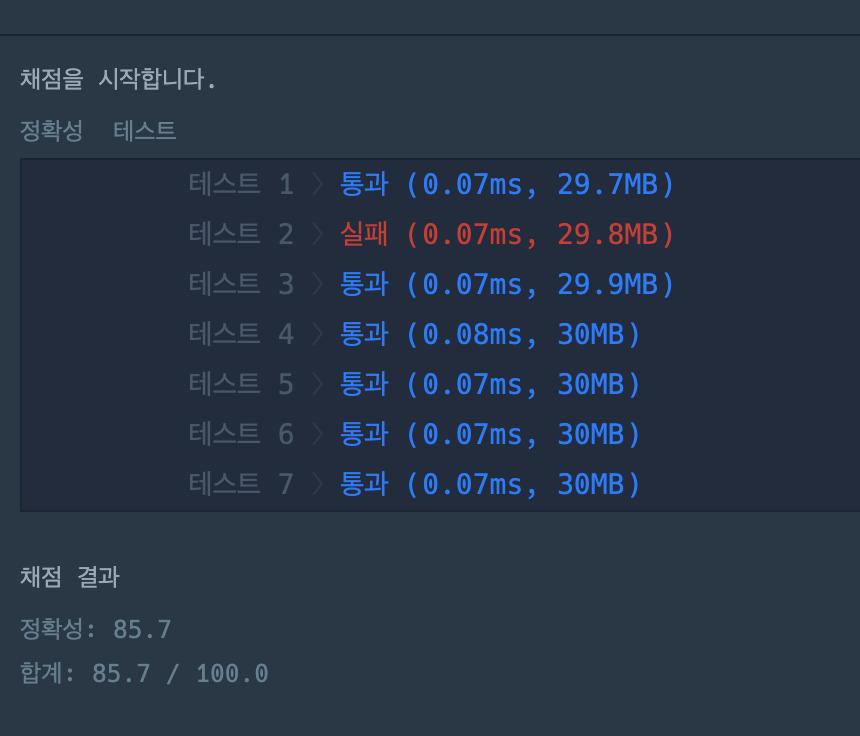 채점을 시작합니다.
정확성 테스트
테스트 1 〉 통과 (0.07ms, 29.7MB)
테스트 2 〉 실패 (0.07ms, 29.8MB)
테스트 3 〉 통과 (0.07ms, 29.9MB)
테스트 4 〉 통과 (0.08ms, 30MB)
테스트 5 〉 통과 (0.07ms, 30MB)
테스트 6 〉 통과 (0.07ms, 30MB)
테스트 7 〉 통과 (0.07ms, 30MB)
채점 결과
정확성: 85.7
합계: 85.7 / 100.0